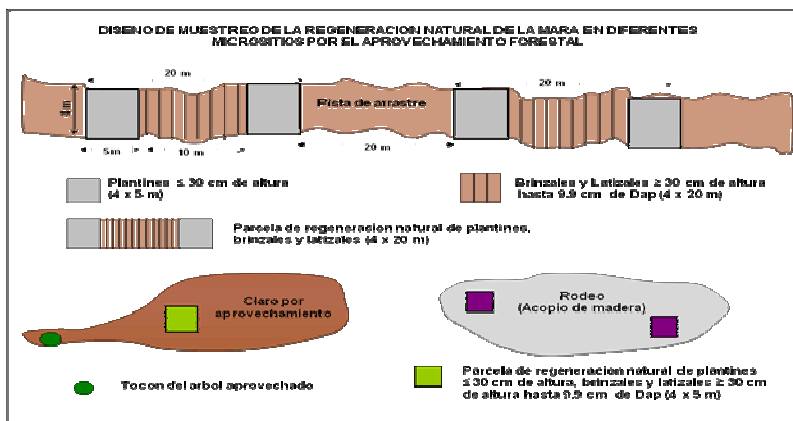 DISENO DE MUESTREO DE LA REGENERACION NATURAL DE LA MARA EN DIFERENTES
MICROSITIOS POR EL APROVECHAMIENTO FORESTAL
20 m
20 m
Pista de arrastre
4 m
5 m
10 m
20 m
Plantines ≤ 30 cm de altura
(4 x 5 m)
Brinzales y Latizales ≥ 30 cm de altura
hasta 9.9 cm de Dap (4 x 20 m)
Parcela de regeneracion natural de plantines,
brinzales y latizales (4 x 20 m)
Claro por
aprovechamiento
Rodeo
(Acopio de madera)
Tocon del arbol aprovechado
Parcela de regeneracion natural de plantines
≤ 30 cm de altura, brinzales y latizales ≥ 30 cm
de altura hasta 9.9 cm de Dap (4 x 5 m)